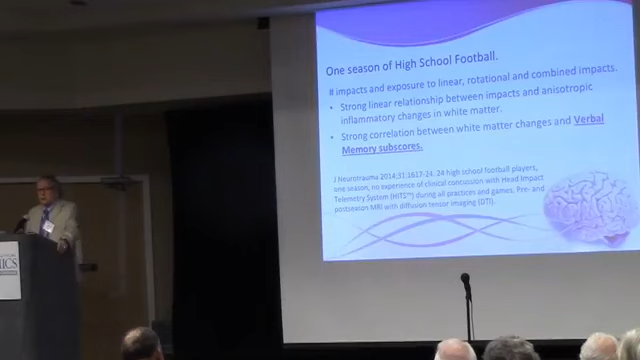 One season of High School Football.
# impacts and exposure to linear, rotational and combined impacts.
• Strong linear relationship between impacts and anisotropic
inflammatory changes in white matter.
• Strong correlation between white matter changes and Verbal
Memory subscores.
J Neurotrauma 2014:31:1617-24. 24 high school football players,
one season, no experience of clinical concussion with Head Impact
Telemetry System (HITS™) during all practices and games. Pre- and
postseason MRI with diffusion tensor imaging (DTI).